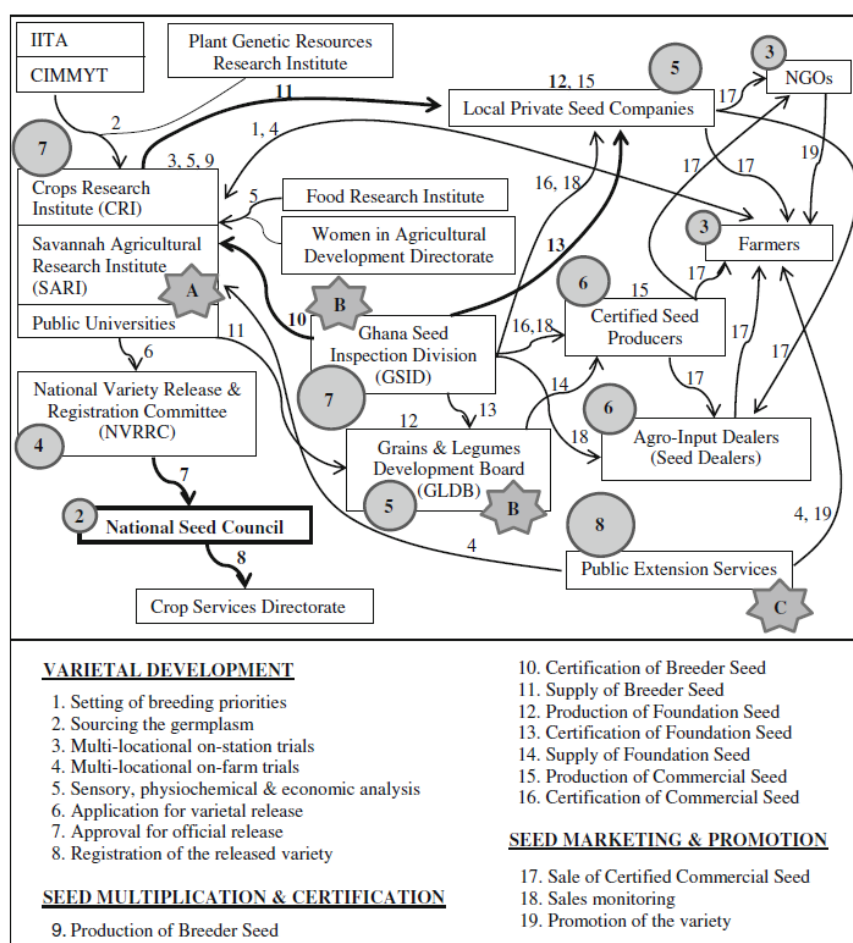 IITA
CIMMYT
Plant Genetic Resources
Research Institute
2
11
12, 15
5
Local Private Seed Companies
17
3
NGOs
7
3, 5, 9
1, 4
16, 18
17
17
19
Crops Research
Institute (CRI)
5
Food Research Institute
Savannah Agricultural
Research Institute
(SARI)
A
Women in Agricultural
Development Directorate
13
3
Farmers
Public Universities
11
10
B
Ghana Seed
Inspection Division
(GSID)
7
16,18
6
15
Certified Seed
Producers
17
17
17
17
6
6
National Variety Release &
Registration Committee
(NVRRC)
4
12
13
14
18
Grains & Legumes
Development Board
(GLDB)
5
B
Agro-Input Dealers
(Seed Dealers)
7
2
National Seed Council
8
4
8
4, 19
Public Extension Services
C
Crop Services Directorate
VARIETAL DEVELOPMENT
1. Setting of breeding priorities
2. Sourcing the germplasm
3. Multi-locational on-station trials
4. Multi-locational on-farm trials
5. Sensory, physiochemical & economic analysis
6. Application for varietal release
7. Approval for official release
8. Registration of the released variety
SEED MULTIPLICATION & CERTIFICATION
9. Production of Breeder Seed
10. Certification of Breeder Seed
11. Supply of Breeder Seed
12. Production of Foundation Seed
13. Certification of Foundation Seed
14. Supply of Foundation Seed
15. Production of Commercial Seed
16. Certification of Commercial Seed
SEED MARKETING & PROMOTION
17. Sale of Certified Commercial Seed
18. Sales monitoring
19. Promotion of the variety